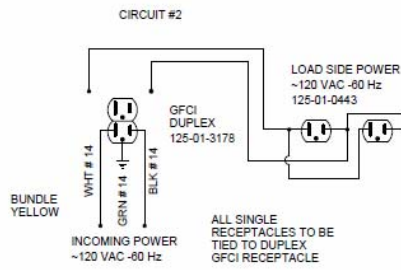 CIRCUIT #2
LOAD SIDE POWER
~120 VAC -60 Hz
125-01-0443
GFCI
DUPLEX
125-01-3178
WHT # 14
GRN # 14
BLK # 14
BUNDLE
YELLOW
INCOMING POWER
~120 VAC -60 Hz
ALL SINGLE
RECEPTACLES TO BE
TIED TO DUPLEX
GFCI RECEPTACLE